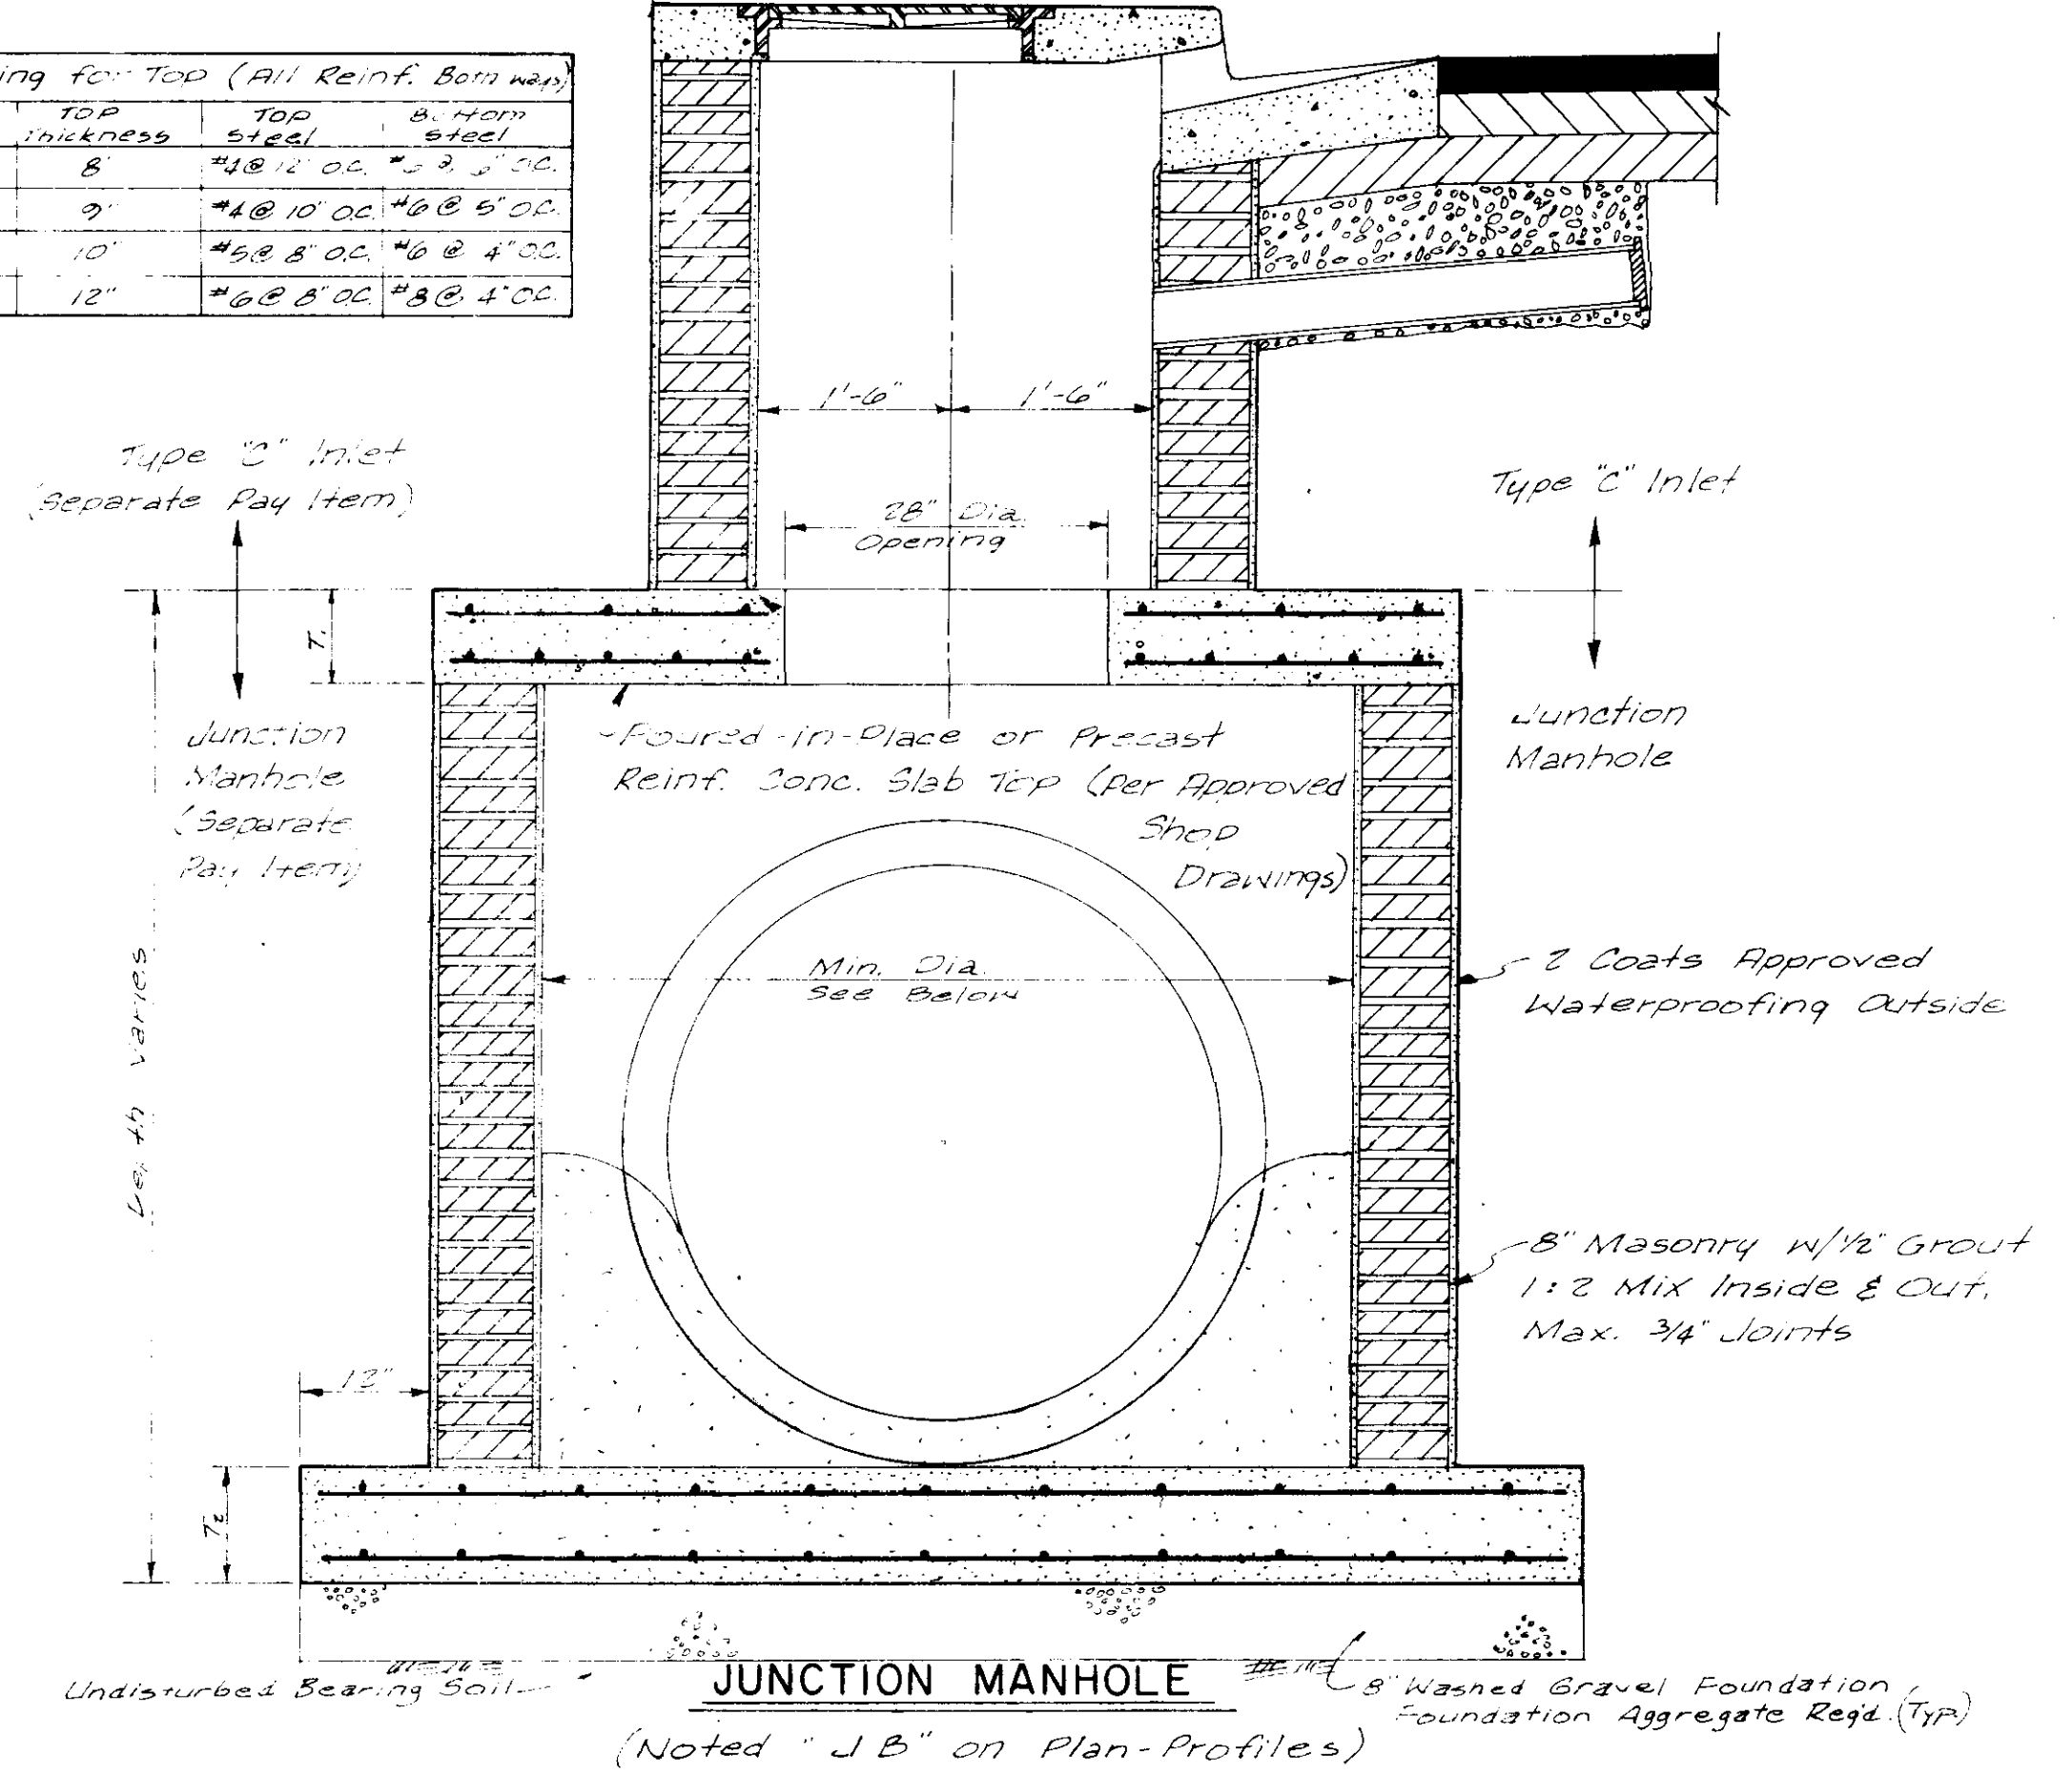 ing for Top (All Reinf. Both ways)
TOP Thickness TOP Steel Bottom Steel
8" #4@ 12" O.C. O.C.
9" #4@ 10" O.C. #6 @ 5" O.C.
10" #5@ 8" O.C. #6 @ 4" O.C.
12" #6@ 8" O.C. #8@ 4" O.C.
1'-6" 1'-6"
Type "C" Inlet
(Separate Pay Item)
Type "C" Inlet
28" Dia.
Opening
T,
Junction
Manhole
(Separate
Pay Item)
Poured-in-Place or Precast
Reinf. Conc. Slab Top (Per Approved
Shop
Drawings)
Junction
Manhole
Min. Dia.
See Below
Depth Varies
2 Coats Approved
Waterproofing Outside
8" Masonry w/1/2" Grout
1:2 Mix Inside & Out.
Max. 3/4" Joints
12"
T2
Undisturbed Bearing Soil
JUNCTION MANHOLE
(Noted "JB" on Plan-Profiles)
8" Washed Gravel Foundation
Foundation Aggregate Req'd. (Typ)